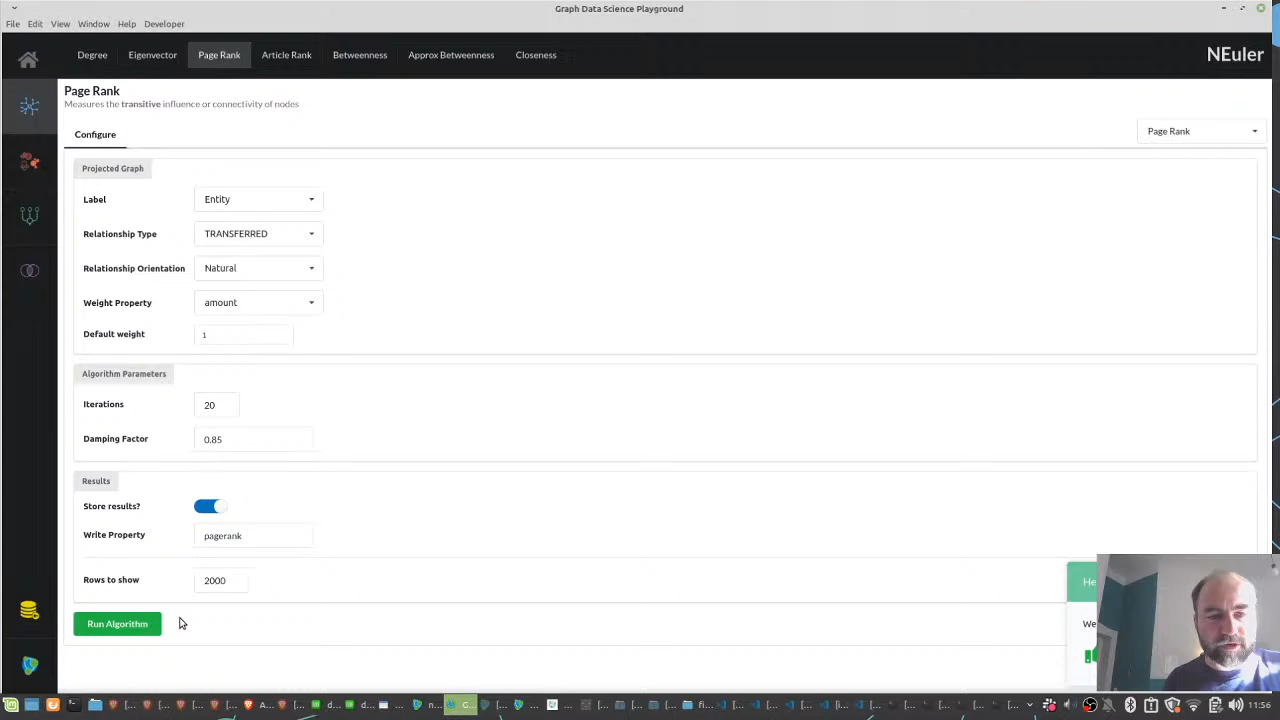 Graph Data Science Playground
File Edit View Window Help Developer
Degree Eigenvector Page Rank Article Rank Betweenness Approx Betweenness Closeness NEuler
Page Rank
Measures the transitive influence or connectivity of nodes
Configure
Page Rank
Projected Graph
Label Entity
Relationship Type TRANSFERRED
Relationship Orientation Natural
Weight Property amount
Default weight 1
Algorithm Parameters
Iterations 20
Damping Factor 0.85
Results
Store results?
Write Property pagerank
Rows to show 2000
Run Algorithm
He
We
11:56